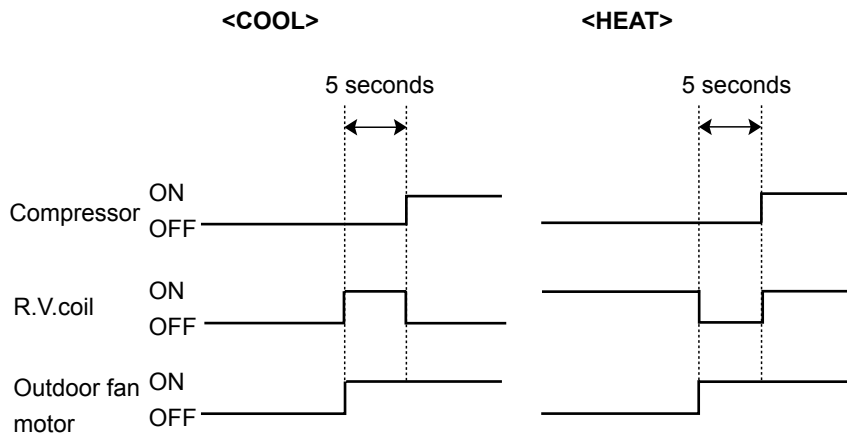 <COOL>
<HEAT>
5 seconds
5 seconds
Compressor
ON
OFF
R.V.coil
ON
OFF
Outdoor fan
motor
ON
OFF